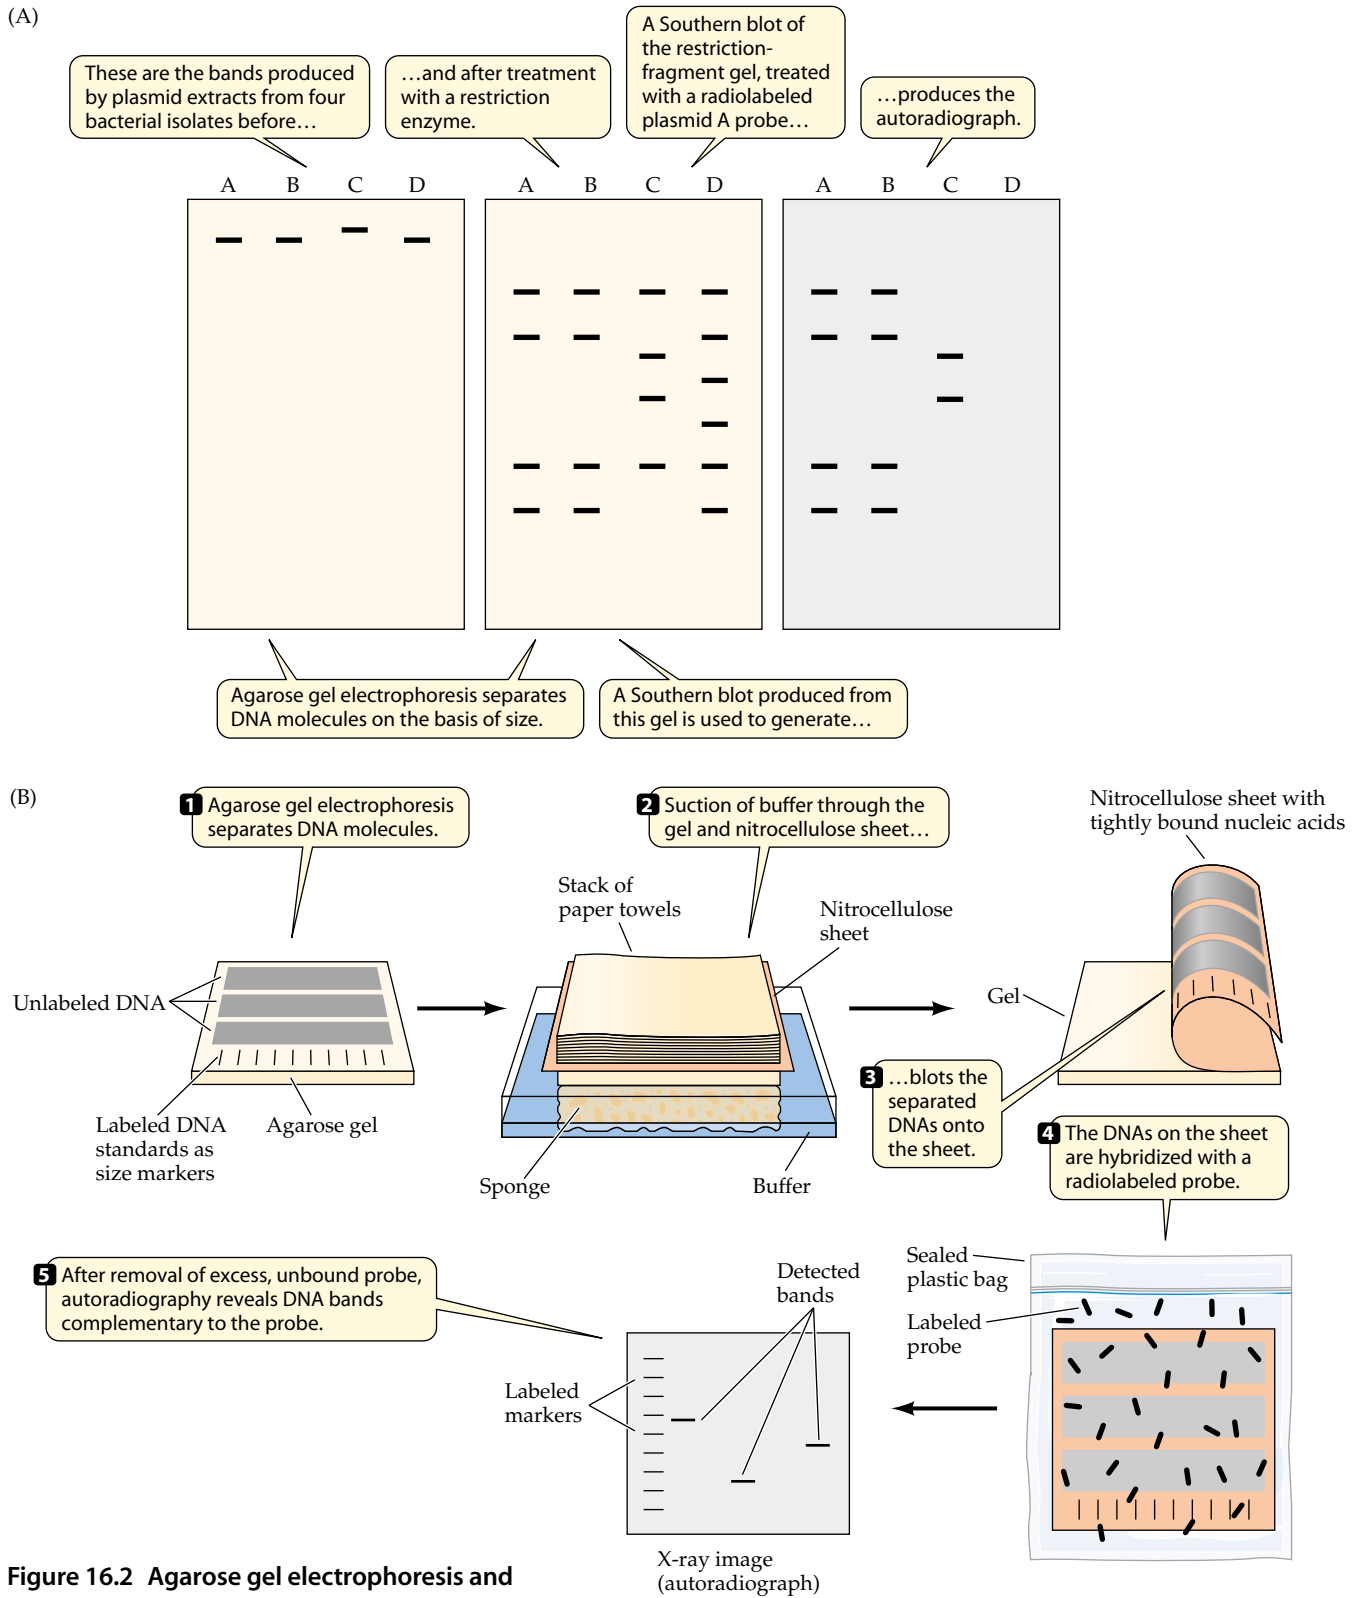 (A)
These are the bands produced
by plasmid extracts from four
bacterial isolates before…
…and after treatment
with a restriction
enzyme.
A Southern blot of
the restriction-
fragment gel, treated
with a radiolabeled
plasmid A probe…
…produces the
autoradiograph.
A B C D
A B C D
A B C D
Agarose gel electrophoresis separates
DNA molecules on the basis of size.
A Southern blot produced from
this gel is used to generate…
(B)
1 Agarose gel electrophoresis
separates DNA molecules.
2 Suction of buffer through the
gel and nitrocellulose sheet…
Nitrocellulose sheet with
tightly bound nucleic acids
Stack of
paper towels
Nitrocellulose
sheet
Unlabeled DNA
Gel
Labeled DNA
standards as
size markers
Agarose gel
Sponge
Buffer
3 …blots the
separated
DNAs onto
the sheet.
4 The DNAs on the sheet
are hybridized with a
radiolabeled probe.
5 After removal of excess, unbound probe,
autoradiography reveals DNA bands
complementary to the probe.
Detected
bands
Sealed
plastic bag
Labeled
probe
Labeled
markers
X-ray image
(autoradiograph)
Figure 16.2 Agarose gel electrophoresis and